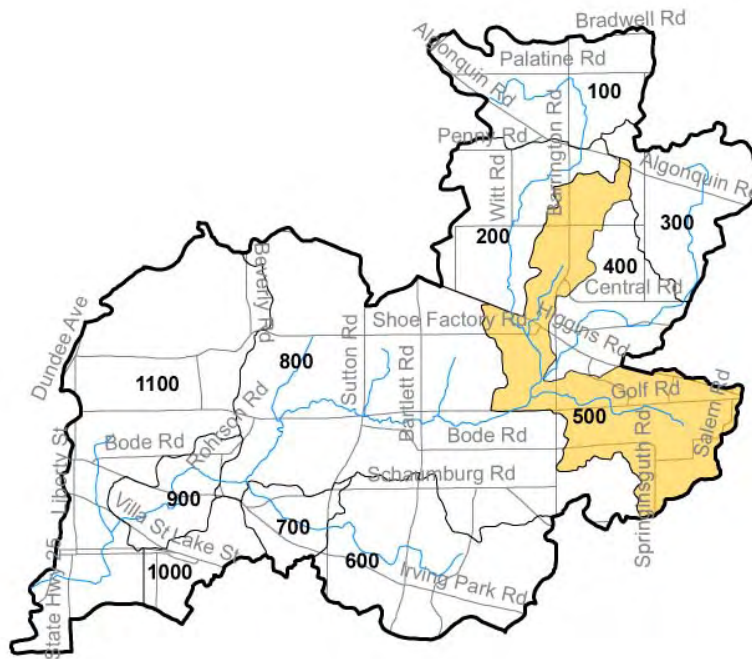 Bradwell Rd
Palatine Rd
Algonquin Rd
100
Barrington Rd
Penny Rd
Algonquin Rd
Witt Rd
300
200
400
Central Rd
Beverly Rd
Dundee Ave
Shoe Factory Rd
Higgins Rd
Sutton Rd
800
Bartlett Rd
1100
Golf Rd
500
Salem Rd
Rohrson Rd
Bode Rd
Bode Rd
Springinsguth Rd
Liberty St
Schaumburg Rd
900
Villa St
Lake St
700
600
1000
Irving Park Rd
State Hwy 25